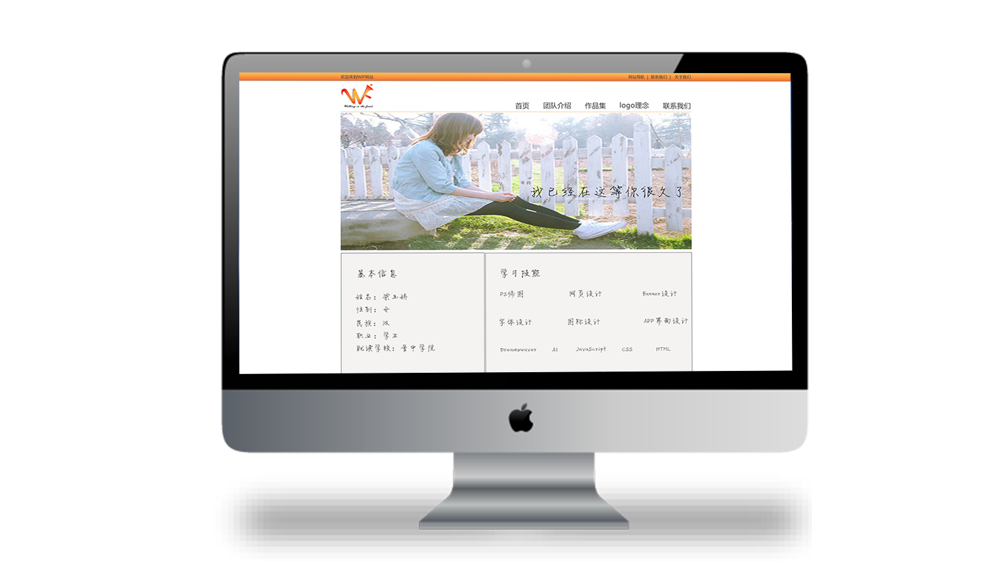 欢迎来到WIF网站
网站导航 | 联系我们 | 关于我们
Willing in the front
首页 团队介绍 作品集 logo理念 联系我们
等待
我已经在这等你很久了
基本信息
姓名：梁玉娇
性别：女
民族：汉
职业：学生
就读学校：晋中学院
学习技能
PS修图 网页设计 Banner设计
字体设计 图标设计 APP界面设计
Dreamweaver AI JavaScript CSS HTML